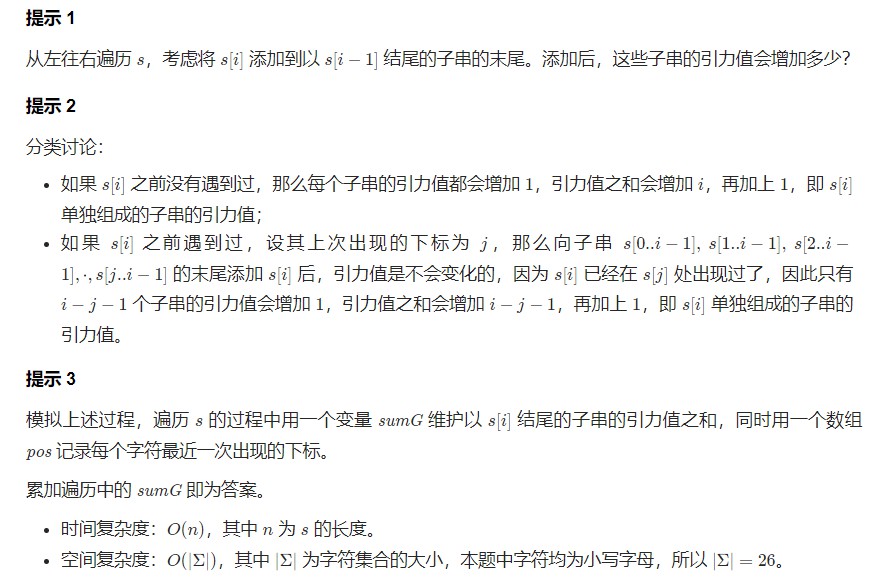 提示 1
从左往右遍历 s，考虑将 s[i] 添加到以 s[i − 1] 结尾的子串的末尾。添加后，这些子串的引力值会增加多少？
提示 2
分类讨论：
• 如果 s[i] 之前没有遇到过，那么每个子串的引力值都会增加 1，引力值之和会增加 i，再加上 1，即 s[i]
单独组成的子串的引力值；
• 如果 s[i] 之前遇到过，设其上次出现的下标为 j，那么向子串 s[0..i − 1], s[1..i − 1], s[2..i −
1],·, s[j..i − 1] 的末尾添加 s[i] 后，引力值是不会变化的，因为 s[i] 已经在 s[j] 处出现过了，因此只有
i − j − 1 个子串的引力值会增加 1，引力值之和会增加 i − j − 1，再加上 1，即 s[i] 单独组成的子串的
引力值。
提示 3
模拟上述过程，遍历 s 的过程中用一个变量 sumG 维护以 s[i] 结尾的子串的引力值之和，同时用一个数组
pos 记录每个字符最近一次出现的下标。
累加遍历中的 sumG 即为答案。
• 时间复杂度：O(n)，其中 n 为 s 的长度。
• 空间复杂度：O(|Σ|)，其中 |Σ| 为字符集合的大小，本题中字符均为小写字母，所以 |Σ| = 26。